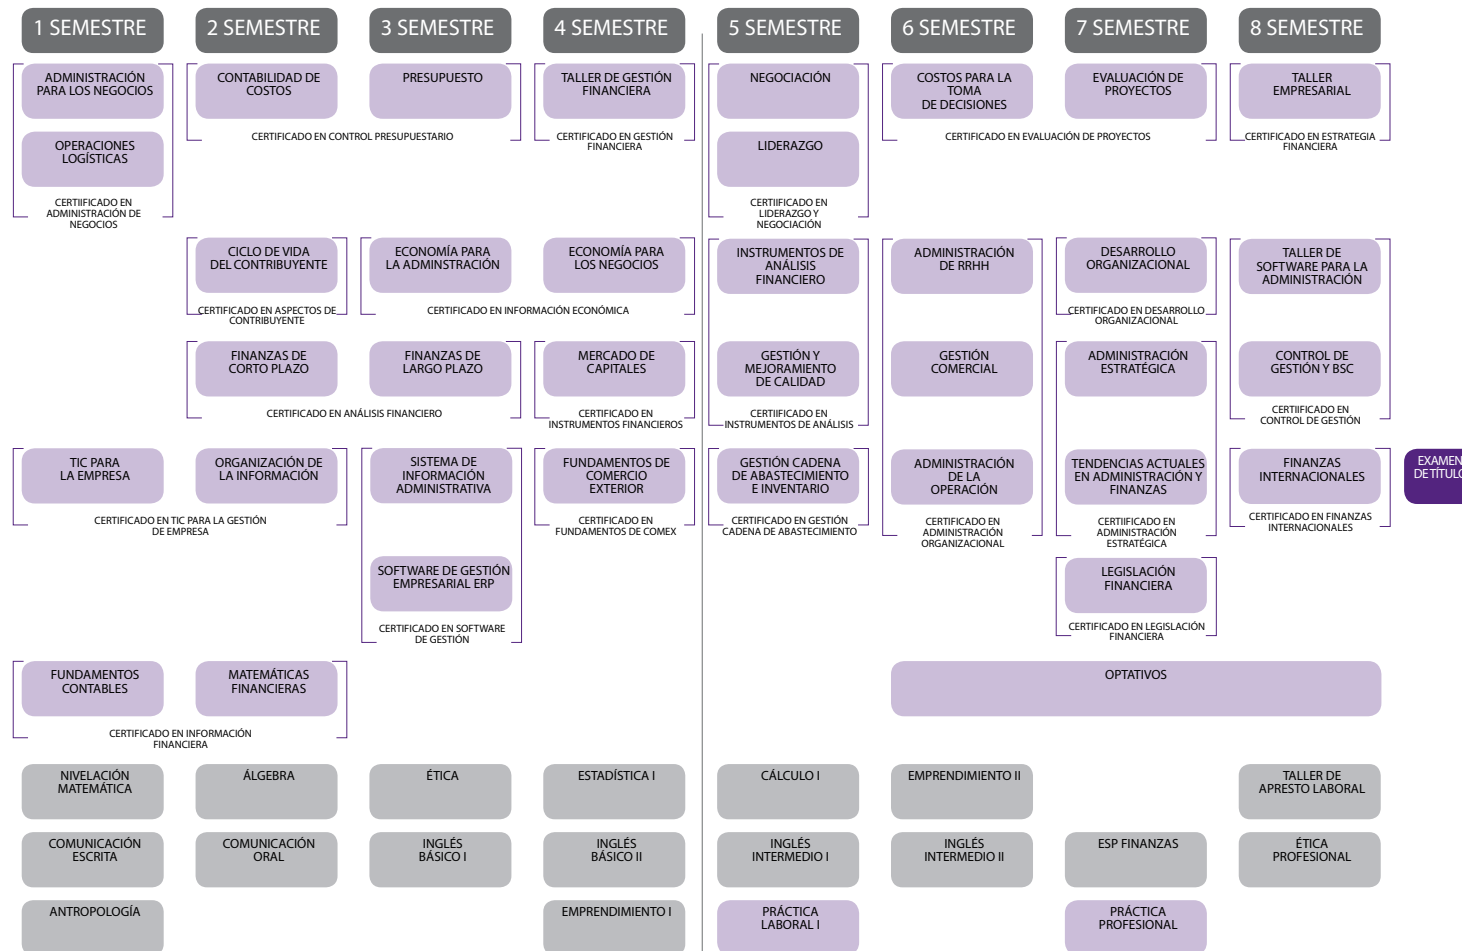 1 SEMESTRE
2 SEMESTRE
3 SEMESTRE
4 SEMESTRE
5 SEMESTRE
6 SEMESTRE
7 SEMESTRE
8 SEMESTRE
ADMINISTRACIÓN
PARA LOS NEGOCIOS
CONTABILIDAD DE
COSTOS
PRESUPUESTO
TALLER DE GESTIÓN
FINANCIERA
NEGOCIACIÓN
COSTOS PARA LA
TOMA
DE DECISIONES
EVALUACIÓN DE
PROYECTOS
TALLER
EMPRESARIAL
CERTIFICADO EN CONTROL PRESUPUESTARIO
CERTIFICADO EN GESTIÓN
FINANCIERA
CERTIFICADO EN EVALUACIÓN DE PROYECTOS
CERTIFICADO EN ESTRATEGIA
FINANCIERA
OPERACIONES
LOGÍSTICAS
LIDERAZGO
CERTIIFICADO EN
ADMINISTRACIÓN DE
NEGOCIOS
CERTIIFICADO EN
LIDERAZGO Y
NEGOCIACIÓN
CICLO DE VIDA
DEL CONTRIBUYENTE
ECONOMÍA PARA
LA ADMINSTRACIÓN
ECONOMÍA PARA
LOS NEGOCIOS
INSTRUMENTOS DE
ANÁLISIS
FINANCIERO
ADMINISTRACIÓN
DE RRHH
DESARROLLO
ORGANIZACIONAL
TALLER DE
SOFTWARE PARA LA
ADMINISTRACIÓN
CERTIFICADO EN ASPECTOS DE
CONTRIBUYENTE
CERTIFICADO EN INFORMACIÓN ECONÓMICA
CERTIFICADO EN DESARROLLO
ORGANIZACIONAL
FINANZAS DE
CORTO PLAZO
FINANZAS DE
LARGO PLAZO
MERCADO DE
CAPITALES
GESTIÓN Y
MEJORAMIENTO
DE CALIDAD
GESTIÓN
COMERCIAL
ADMINISTRACIÓN
ESTRATÉGICA
CONTROL DE
GESTIÓN Y BSC
CERTIFICADO EN ANÁLISIS FINANCIERO
CERTIIFICADO EN
INSTRUMENTOS FINANCIEROS
CERTIIFICADO EN
INSTRUMENTOS DE ANÁLISIS
CERTIIFICADO EN
CONTROL DE GESTIÓN
TIC PARA
LA EMPRESA
ORGANIZACIÓN DE
LA INFORMACIÓN
SISTEMA DE
INFORMACIÓN
ADMINISTRATIVA
FUNDAMENTOS DE
COMERCIO
EXTERIOR
GESTIÓN CADENA
DE ABASTECIMIENTO
E INVENTARIO
ADMINISTRACIÓN
DE LA
OPERACIÓN
TENDENCIAS ACTUALES
EN ADMINISTRACIÓN Y
FINANZAS
FINANZAS
INTERNACIONALES
EXAMEN
DE TÍTULO
CERTIFICADO EN TIC PARA LA GESTIÓN
DE EMPRESA
CERTIFICADO EN
FUNDAMENTOS DE COMEX
CERTIFICADO EN GESTIÓN
CADENA DE ABASTECIMIENTO
CERTIIFICADO EN
ADMINISTRACIÓN
ORGANIZACIONAL
CERTIIFICADO EN
ADMINISTRACIÓN
ESTRATÉGICA
CERTIFICADO EN FINANZAS
INTERNACIONALES
SOFTWARE DE GESTIÓN
EMPRESARIAL ERP
LEGISLACIÓN
FINANCIERA
CERTIFICADO EN SOFTWARE
DE GESTIÓN
CERTIFICADO EN LEGISLACIÓN
FINANCIERA
FUNDAMENTOS
CONTABLES
MATEMÁTICAS
FINANCIERAS
OPTATIVOS
CERTIFICADO EN INFORMACIÓN
FINANCIERA
NIVELACIÓN
MATEMÁTICA
ÁLGEBRA
ÉTICA
ESTADÍSTICA I
CÁLCULO I
EMPRENDIMIENTO II
TALLER DE
APRESTO LABORAL
COMUNICACIÓN
ESCRITA
COMUNICACIÓN
ORAL
INGLÉS
BÁSICO I
INGLÉS
BÁSICO II
INGLÉS
INTERMEDIO I
INGLÉS
INTERMEDIO II
ESP FINANZAS
ÉTICA
PROFESIONAL
ANTROPOLOGÍA
EMPRENDIMIENTO I
PRÁCTICA
LABORAL I
PRÁCTICA
PROFESIONAL